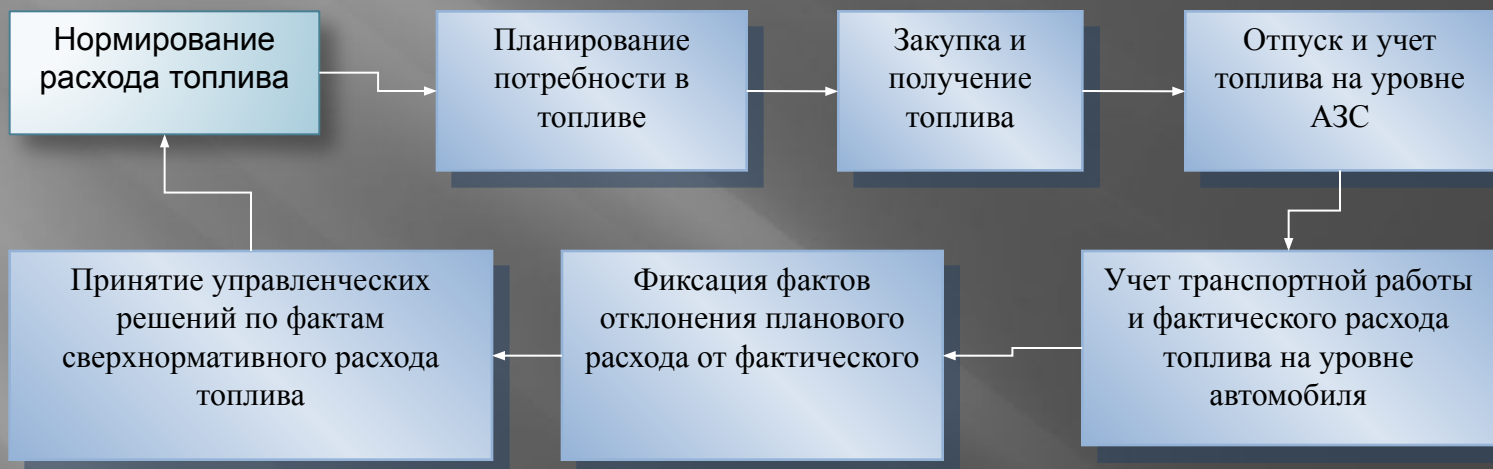 Нормирование
расхода топлива
Планирование
потребности в
топливе
Закупка и
получение
топлива
Отпуск и учет
топлива на уровне
АЗС
Учет транспортной работы
и фактического расхода
топлива на уровне
автомобиля
Фиксация фактов
отклонения планового
расхода от фактического
Принятие управленческих
решений по фактам
сверхнормативного расхода
топлива